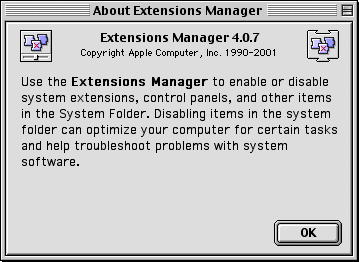 About Extensions Manager
Extensions Manager 4.0.7
Copyright Apple Computer, Inc. 1990-2001
Use the Extensions Manager to enable or disable
system extensions, control panels, and other items
in the System Folder. Disabling items in the system
folder can optimize your computer for certain tasks
and help troubleshoot problems with system
software.
OK